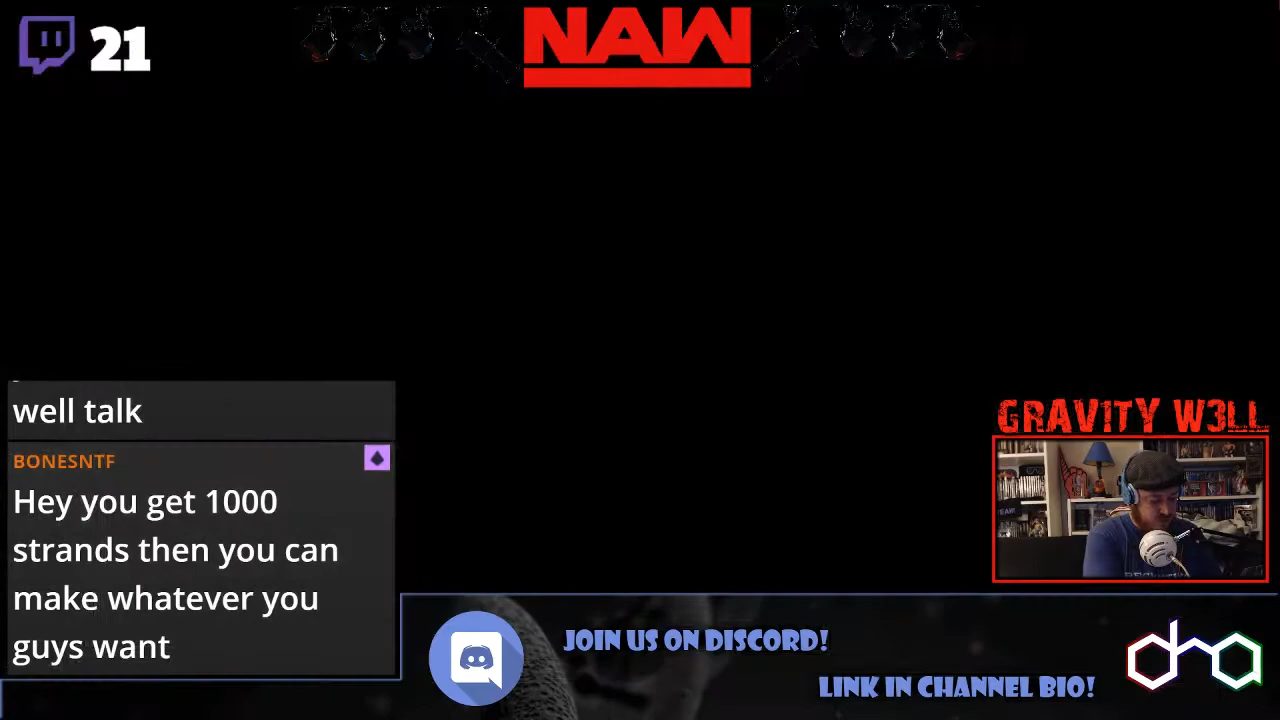 21
NAW
well talk
BONESNTF
Hey you get 1000
strands then you can
make whatever you
guys want
GRAVITY W3LL
JOIN US ON DISCORD!
LINK IN CHANNEL BIO!
dha